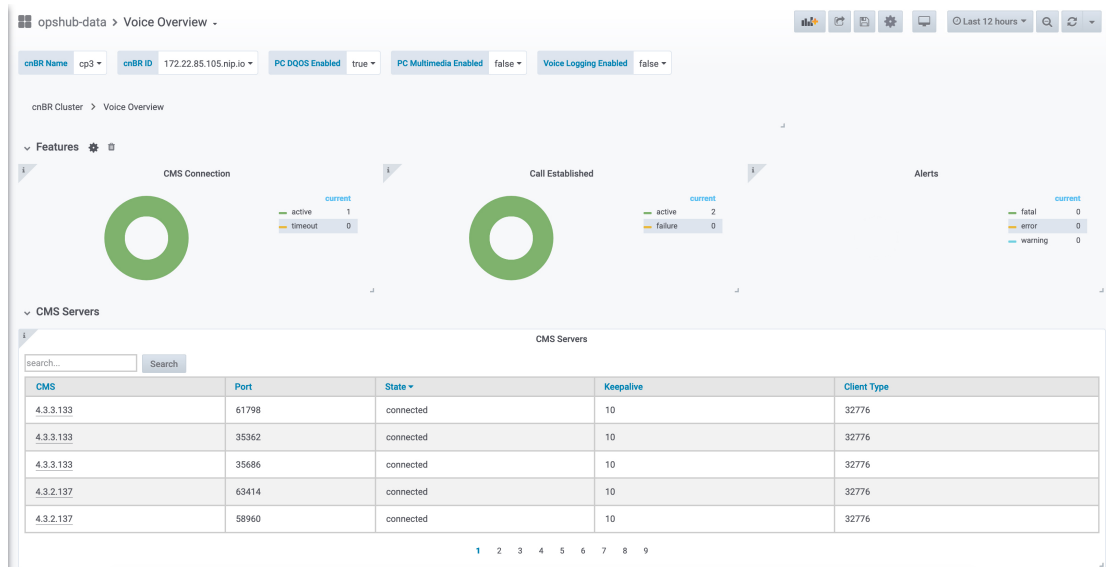 opshub-data > Voice Overview
Last 12 hours
cnBR Name cp3 cnBR ID 172.22.85.105.nip.io PC DQOS Enabled true PC Multimedia Enabled false Voice Logging Enabled false
cnBR Cluster > Voice Overview
Features
CMS Connection
current
active 1
timeout 0
Call Established
current
active 2
failure 0
Alerts
current
fatal 0
error 0
warning 0
CMS Servers
CMS Servers
search... Search
CMS Port State Keepalive Client Type
4.3.3.133 61798 connected 10 32776
4.3.3.133 35362 connected 10 32776
4.3.3.133 35686 connected 10 32776
4.3.2.137 63414 connected 10 32776
4.3.2.137 58960 connected 10 32776
1 2 3 4 5 6 7 8 9